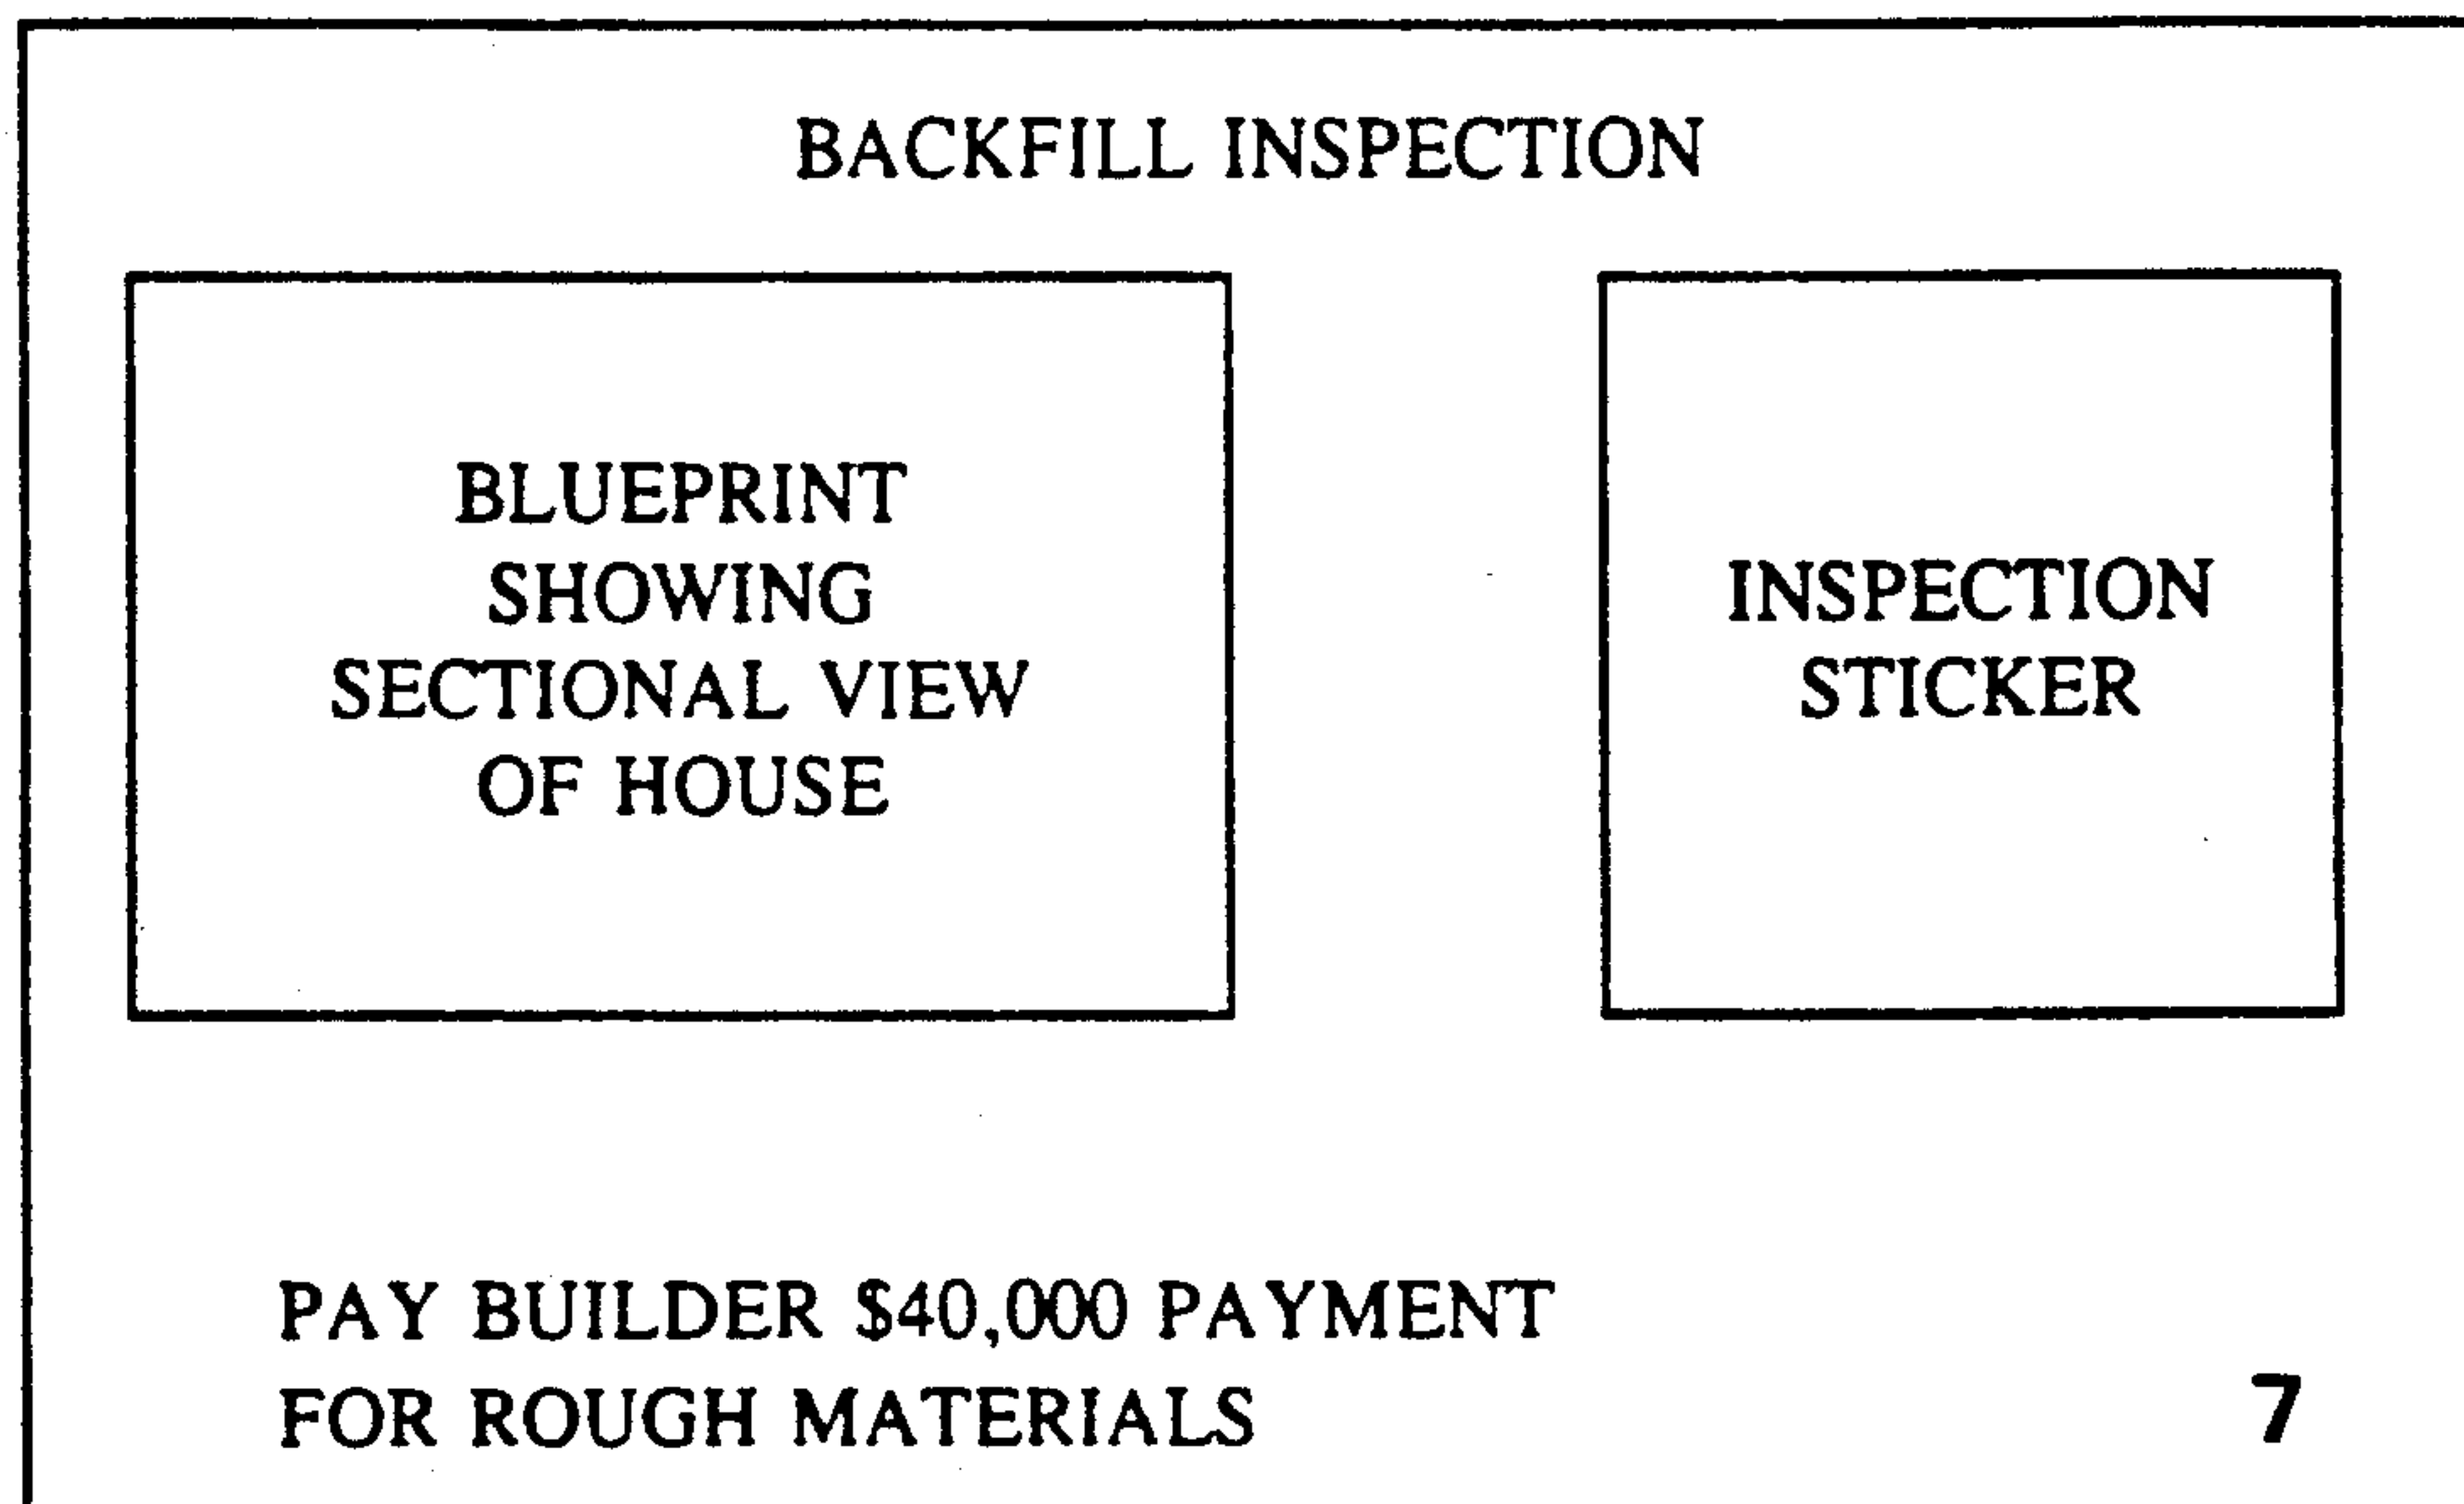 BACKFILL INSPECTION
BLUEPRINT
SHOWING
SECTIONAL VIEW
OF HOUSE
INSPECTION
STICKER
PAY BUILDER $40,000 PAYMENT
FOR ROUGH MATERIALS
7